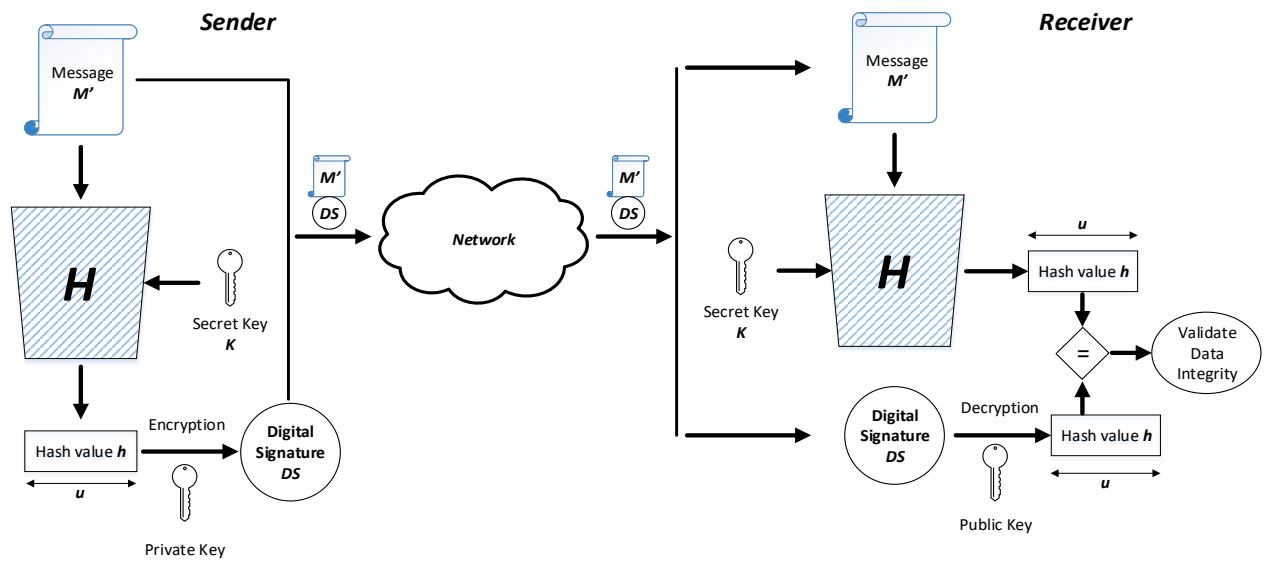 Sender
Message
M’
H
Secret Key
K
Hash value h
u
Encryption
Private Key
Digital
Signature
DS
M’
DS
Network
M’
DS
Receiver
Message
M’
Secret Key
K
H
u
Hash value h
=
Validate
Data
Integrity
Digital
Signature
DS
Decryption
Public Key
Hash value h
u